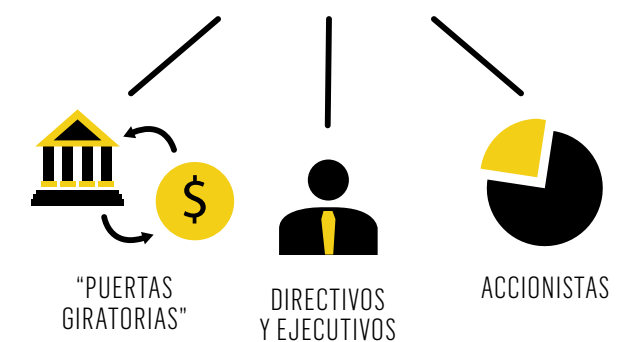 $
"PUERTAS
GIRATORIAS"
DIRECTIVOS
Y EJECUTIVOS
ACCIONISTAS